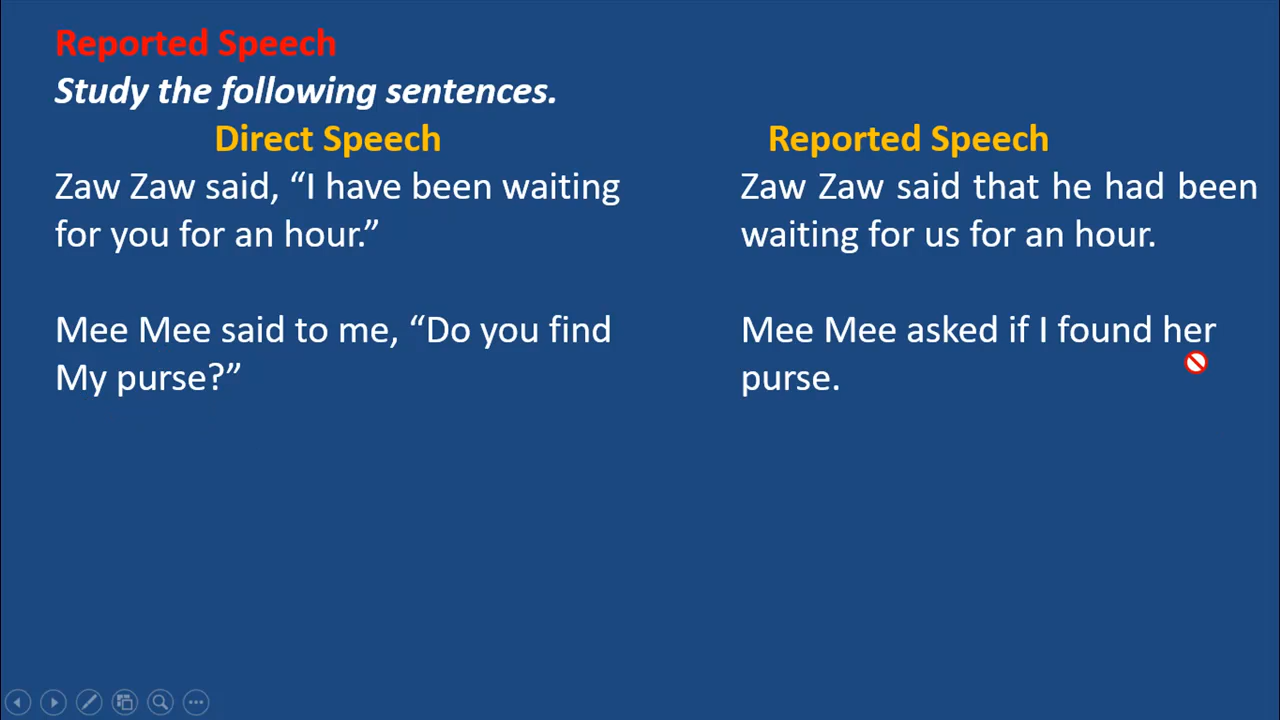 Reported Speech
Study the following sentences.
Direct Speech
Zaw Zaw said, “I have been waiting
for you for an hour.”
Mee Mee said to me, “Do you find
My purse?”
Reported Speech
Zaw Zaw said that he had been
waiting for us for an hour.
Mee Mee asked if I found her
purse.